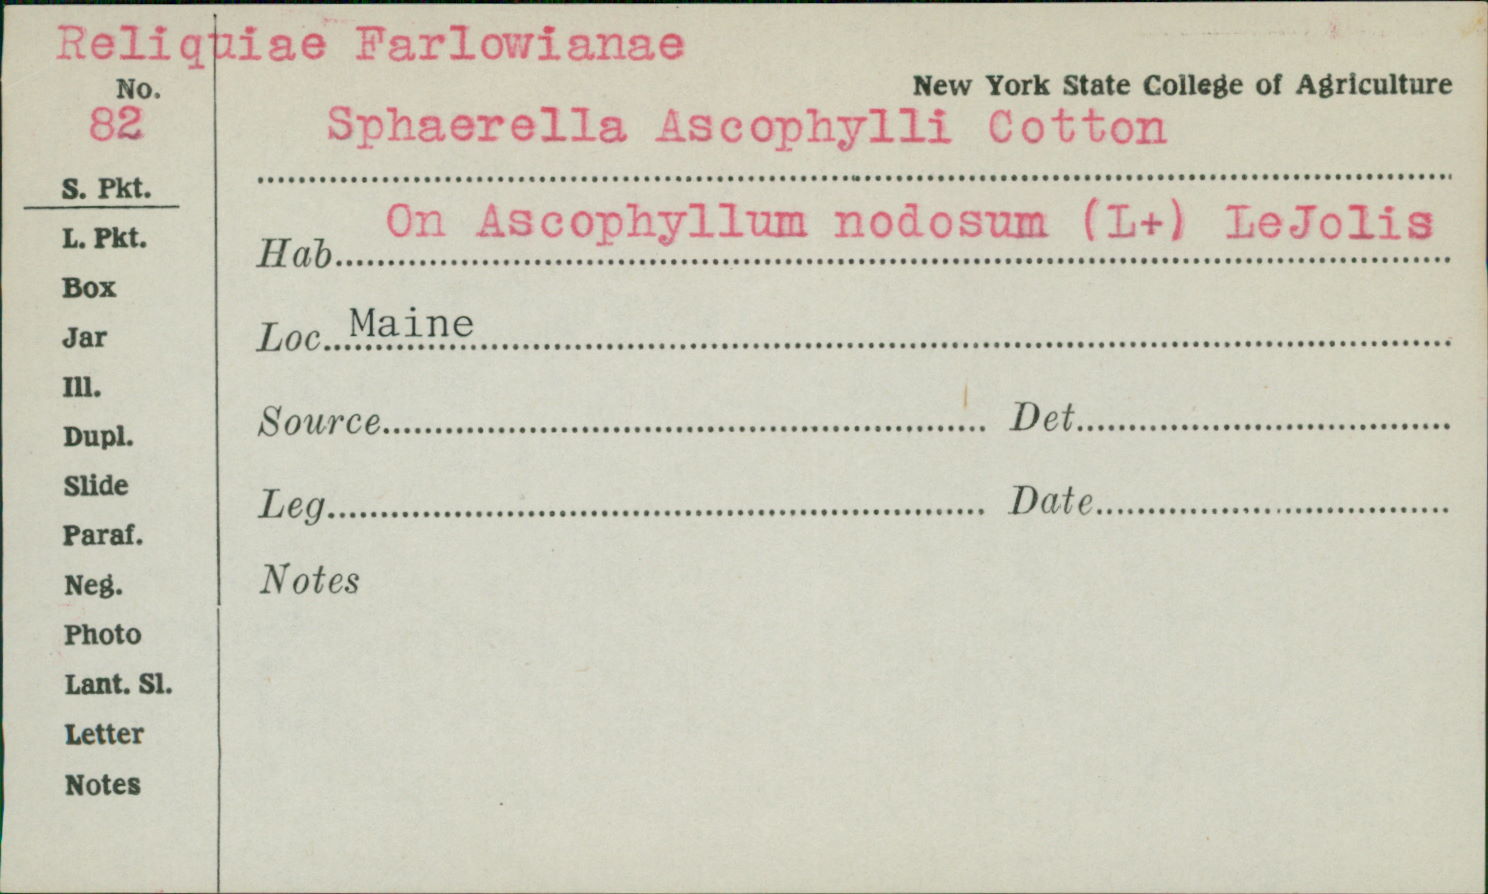 Reliquiae Farlowianae
No.
New York State College of Agriculture
82
Sphaerella Ascophylli Cotton
S. Pkt.
On Ascophyllum nodosum (L+) LeJolis
L. Pkt.
Hab
Box
Jar
Loc. Maine
Ill.
Dupl.
Source
Det
Slide
Leg
Date
Paraf.
Neg.
Notes
Photo
Lant. Sl.
Letter
Notes